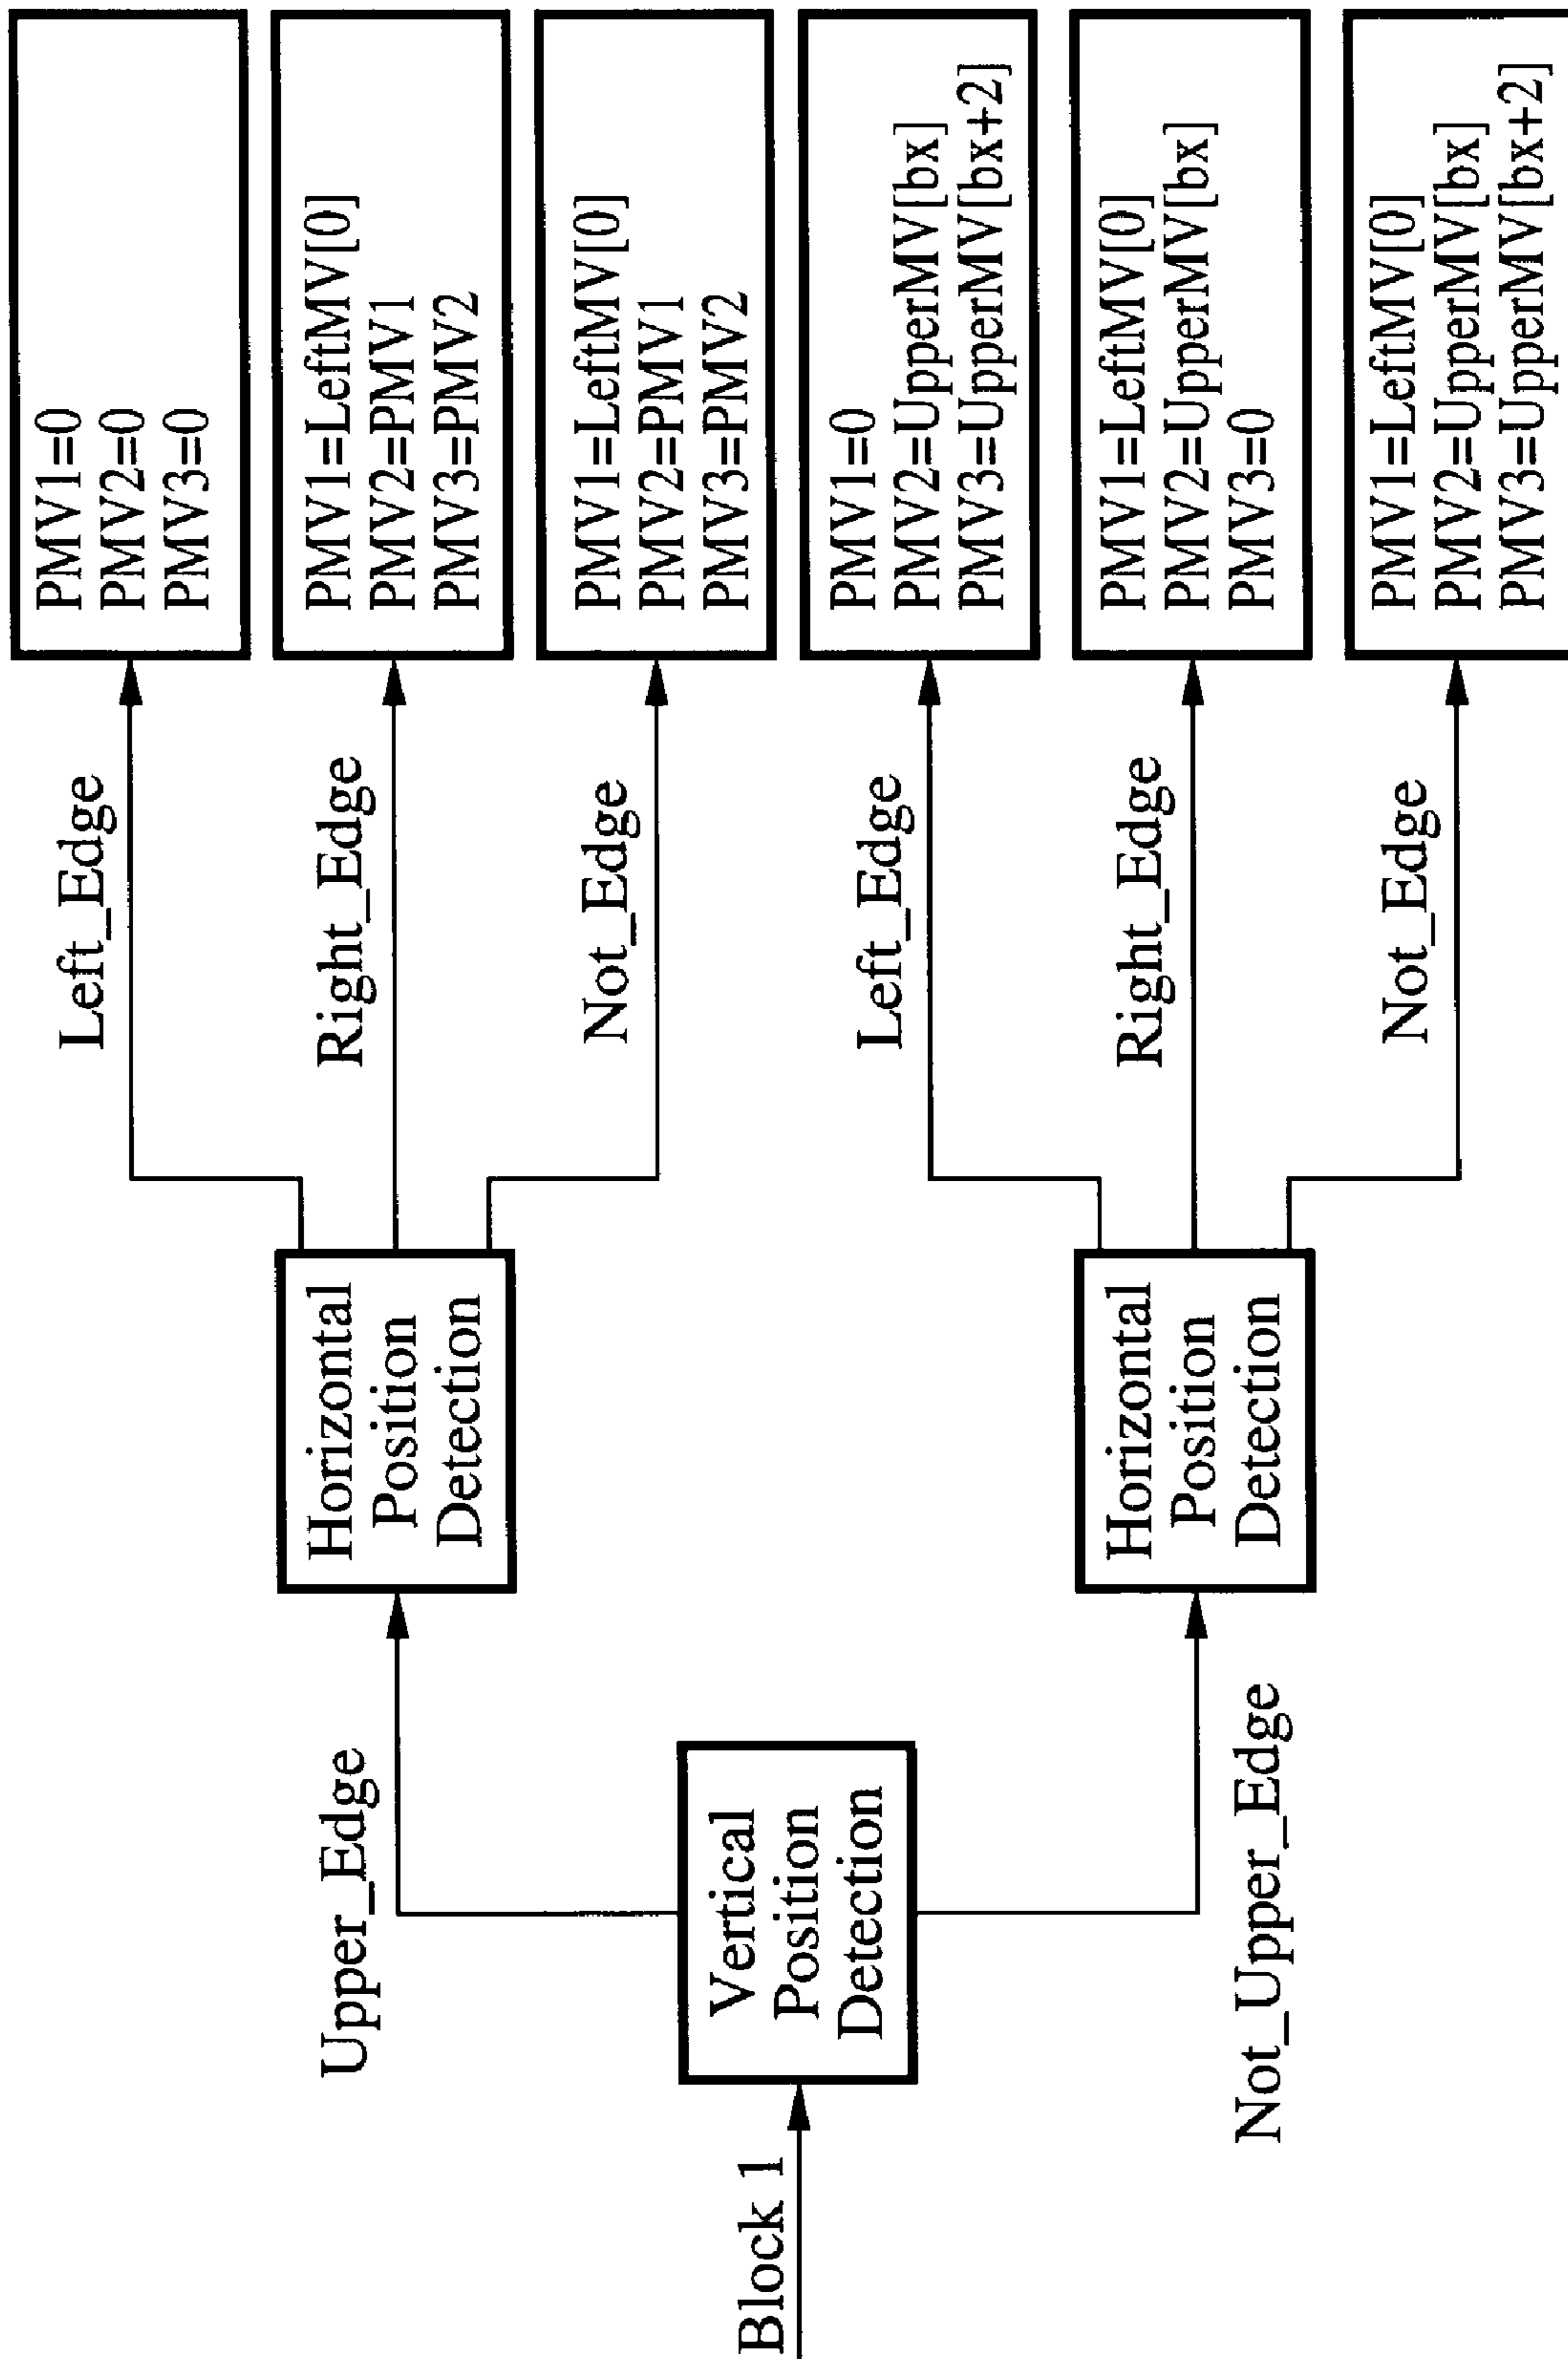 Block 1
Vertical
Position
Detection
Upper_Edge
Horizontal
Position
Detection
Left_Edge
PMV1=0
PMV2=0
PMV3=0
Right_Edge
PMV1=LeftMV[0]
PMV2=PMV1
PMV3=PMV2
Not_Edge
PMV1=LeftMV[0]
PMV2=PMV1
PMV3=PMV2
Not_Upper_Edge
Horizontal
Position
Detection
Left_Edge
PMV1=0
PMV2=UpperMV[bx]
PMV3=UpperMV[bx+2]
Right_Edge
PMV1=LeftMV[0]
PMV2=UpperMV[bx]
PMV3=0
Not_Edge
PMV1=LeftMV[0]
PMV2=UpperMV[bx]
PMV3=UpperMV[bx+2]